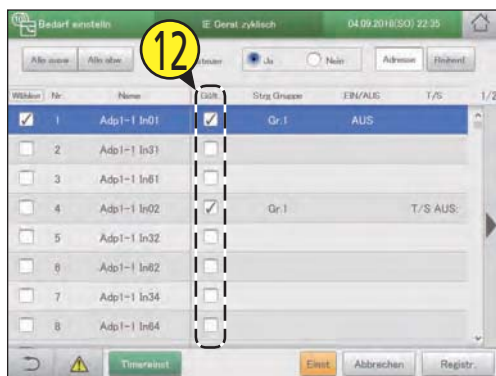 Bedarf einstelln IE Gerat zyklisch 04.09.2018(SO) 22:35
12
Alle ausw Alle abw Ja Nein Adresse
Wählen Nr. Name Gült. Strg Gruppe EIN/AUS T/S 1/2
1 Adp1-1 In01 Gr.1 AUS
2 Adp1-1 In31
3 Adp1-1 In61
4 Adp1-1 In02 Gr.1 T/S AUS:
5 Adp1-1 In32
6 Adp1-1 In62
7 Adp1-1 In34
8 Adp1-1 In64
Timereinst. Einst Abbrechen Registr.